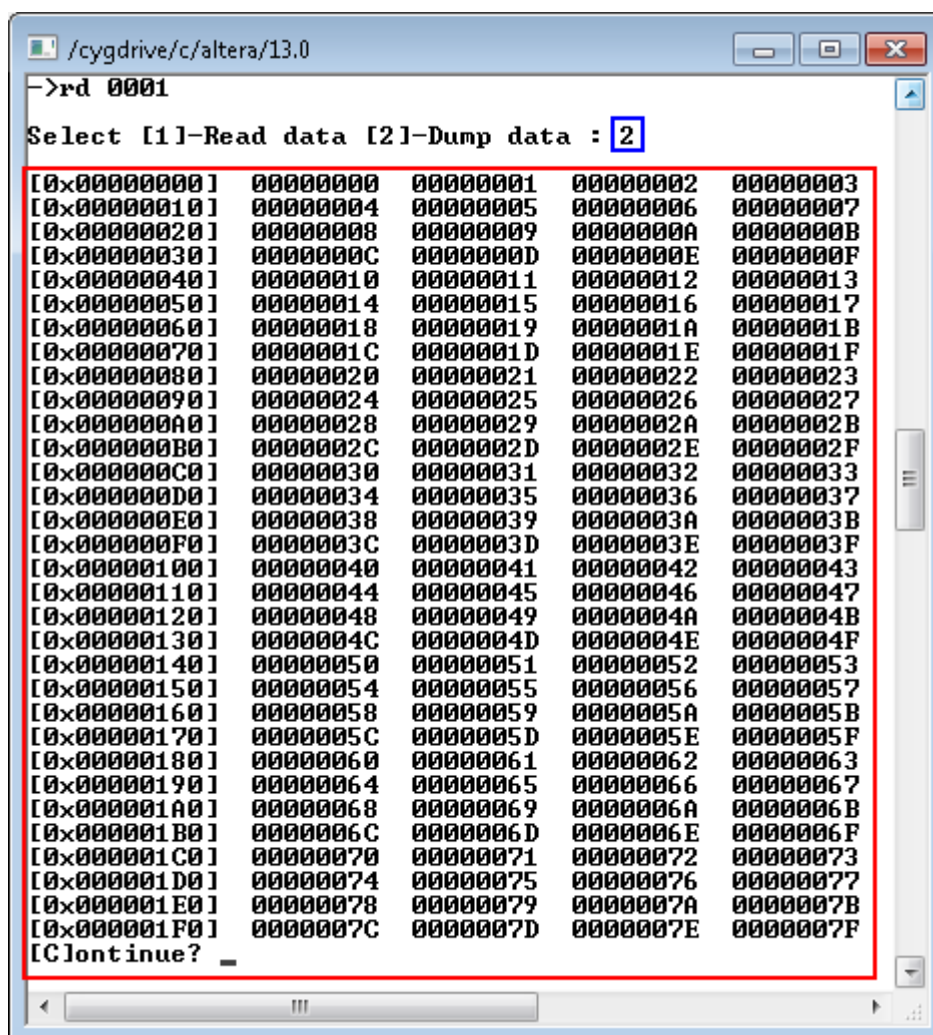 /cygdrive/c/altera/13.0
->rd 0001
Select [1]-Read data [2]-Dump data : 2
[0x00000000] 00000000 00000001 00000002 00000003
[0x00000010] 00000004 00000005 00000006 00000007
[0x00000020] 00000008 00000009 0000000A 0000000B
[0x00000030] 0000000C 0000000D 0000000E 0000000F
[0x00000040] 00000010 00000011 00000012 00000013
[0x00000050] 00000014 00000015 00000016 00000017
[0x00000060] 00000018 00000019 0000001A 0000001B
[0x00000070] 0000001C 0000001D 0000001E 0000001F
[0x00000080] 00000020 00000021 00000022 00000023
[0x00000090] 00000024 00000025 00000026 00000027
[0x000000A0] 00000028 00000029 0000002A 0000002B
[0x000000B0] 0000002C 0000002D 0000002E 0000002F
[0x000000C0] 00000030 00000031 00000032 00000033
[0x000000D0] 00000034 00000035 00000036 00000037
[0x000000E0] 00000038 00000039 0000003A 0000003B
[0x000000F0] 0000003C 0000003D 0000003E 0000003F
[0x00000100] 00000040 00000041 00000042 00000043
[0x00000110] 00000044 00000045 00000046 00000047
[0x00000120] 00000048 00000049 0000004A 0000004B
[0x00000130] 0000004C 0000004D 0000004E 0000004F
[0x00000140] 00000050 00000051 00000052 00000053
[0x00000150] 00000054 00000055 00000056 00000057
[0x00000160] 00000058 00000059 0000005A 0000005B
[0x00000170] 0000005C 0000005D 0000005E 0000005F
[0x00000180] 00000060 00000061 00000062 00000063
[0x00000190] 00000064 00000065 00000066 00000067
[0x000001A0] 00000068 00000069 0000006A 0000006B
[0x000001B0] 0000006C 0000006D 0000006E 0000006F
[0x000001C0] 00000070 00000071 00000072 00000073
[0x000001D0] 00000074 00000075 00000076 00000077
[0x000001E0] 00000078 00000079 0000007A 0000007B
[0x000001F0] 0000007C 0000007D 0000007E 0000007F
[C]ontinue? _